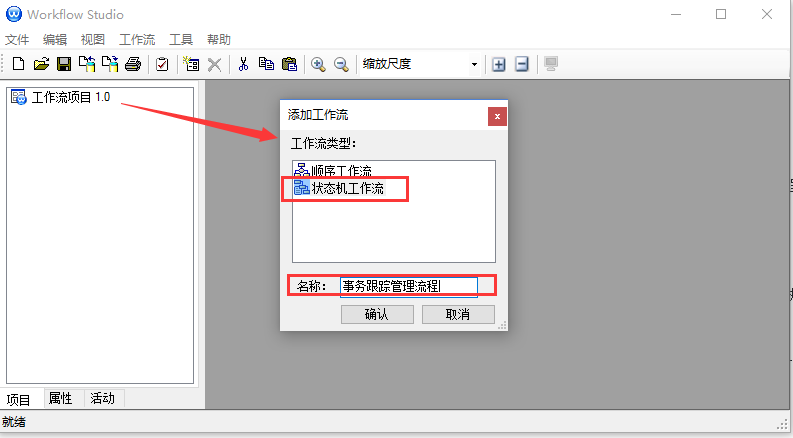 Workflow Studio
文件 编辑 视图 工作流 工具 帮助
缩放尺度
工作流项目 1.0
添加工作流
工作流类型:
顺序工作流
状态机工作流
名称: 事务跟踪管理流程
确认 取消
项目 属性 活动
就绪